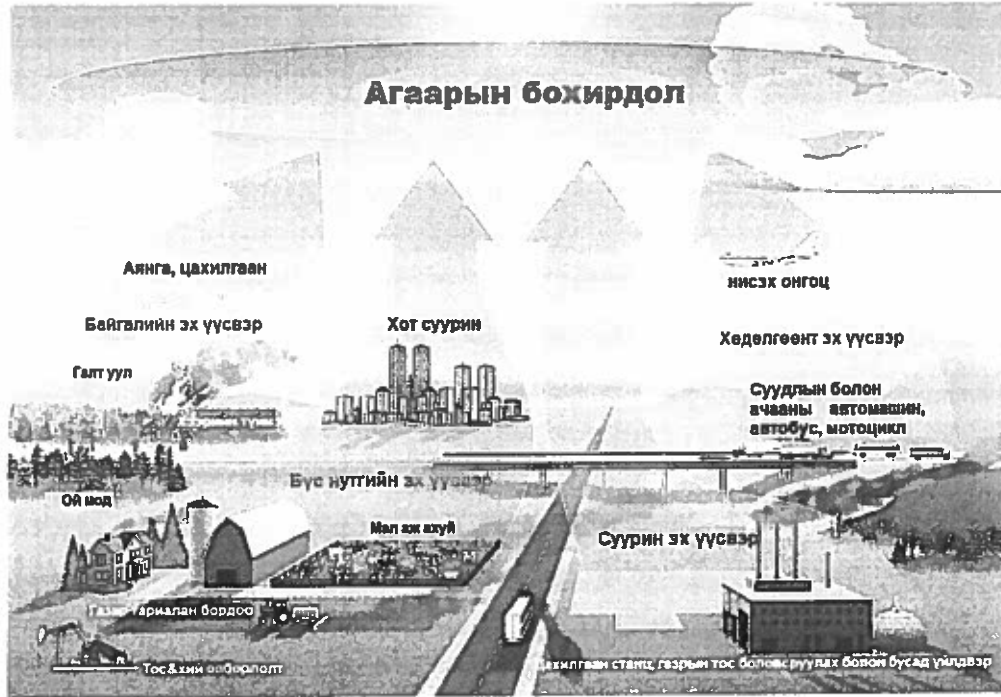 Агаарын бохирдол
Аянга, цахилгаан
нисэх онгоц
Байгалийн эх үүсвэр
Хот суурин
Хөдөлгөөнт эх үүсвэр
Галт уул
Суудлын болон
ачааны автомашин,
автобус, мотоцикл
Бүс нутгийн эх үүсвэр
Ой мод
Мал аж ахуй
Суурин эх үүсвэр
Газар тариалан бордоо
Тос&хий олборлолт
Цахилгаан станц, газрын тос боловсруулах болон бусад үйлдвэр